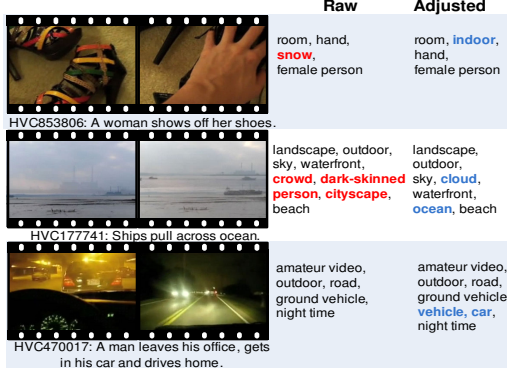 Raw
Adjusted
room, hand,
snow,
female person
room, indoor,
hand,
female person
HVC853806: A woman shows off her shoes.
landscape, outdoor,
sky, waterfront,
crowd, dark-skinned
person, cityscape,
beach
landscape,
outdoor,
sky, cloud,
waterfront,
ocean, beach
HVC177741: Ships pull across ocean.
amateur video,
outdoor, road,
ground vehicle,
night time
amateur video,
outdoor, road,
ground vehicle
vehicle, car,
night time
HVC470017: A man leaves his office, gets
in his car and drives home.